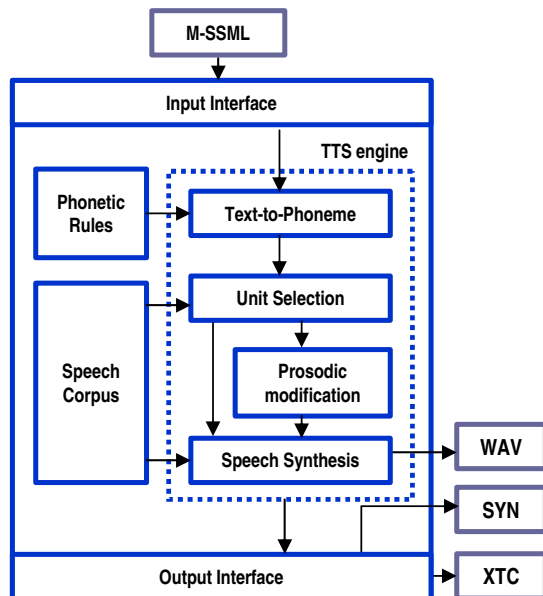 M-SSML
Input Interface
TTS engine
Phonetic
Rules
Text-to-Phoneme
Unit Selection
Speech
Corpus
Prosodic
modification
Speech Synthesis
WAV
SYN
Output Interface
XTC